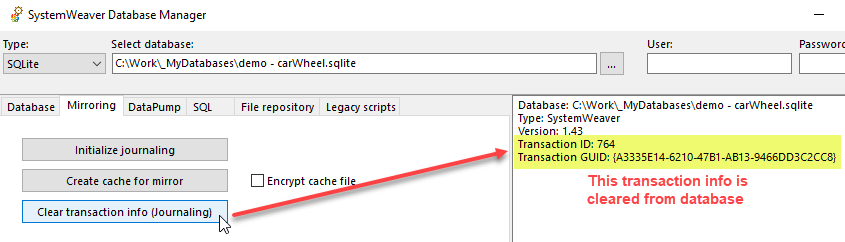 SystemWeaver Database Manager
Type: Select database: User: Password
SQLite C:\Work\_MyDatabases\demo - carWheel.sqlite ...
Database Mirroring DataPump SQL File repository Legacy scripts
Initialize journaling
Create cache for mirror Encrypt cache file
Clear transaction info (Journaling)
Database: C:\Work\_MyDatabases\demo - carWheel.sqlite
Type: SystemWeaver
Version: 1.43
Transaction ID: 764
Transaction GUID: {A3335E14-6210-47B1-AB13-9466DD3C2CC8}
This transaction info is
cleared from database